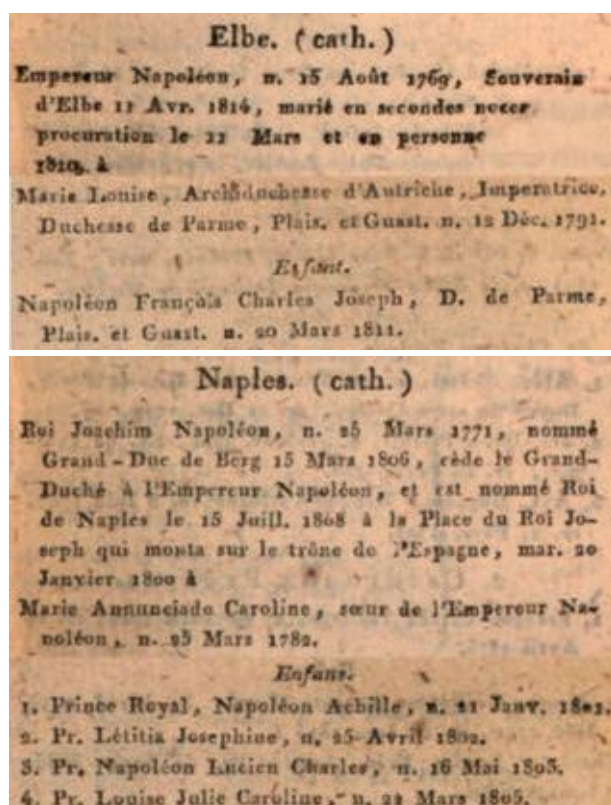 Elbe. (cath.)
Empereur Napoléon, n. 15 Août 1769, Souverain
d'Elbe 11 Avr. 1814, marié en secondes noces
procuration le 11 Mars et en personne
1810, à
Marie Louise, Archiduchesse d'Autriche, Imperatrice,
Duchesse de Parme, Plais. et Guast. n. 12 Déc. 1791.
Enfant.
Napoléon François Charles Joseph, D. de Parme,
Plais. et Guast. n. 20 Mars 1811.
Naples. (cath.)
Roi Joachim Napoléon, n. 25 Mars 1771, nommé
Grand-Duc de Berg 15 Mars 1806, cède le Grand-
Duché à l'Empereur Napoléon, et est nommé Roi
de Naples le 15 Juill. 1808 à la Place du Roi Jo-
seph qui monta sur le trône de l'Espagne, mar. 20
Janvier 1800 à
Marie Annunciade Caroline, sœur de l'Empereur Na-
poléon, n. 25 Mars 1782.
Enfans.
1. Prince Royal, Napoléon Achille, n. 21 Janv. 1801.
2. Pr. Létitia Josephine, n. 25 Avril 1802.
3. Pr. Napoléon Lucien Charles, n. 16 Mai 1803.
4. Pr. Louise Julie Caroline, n. 22 Mars 1805.